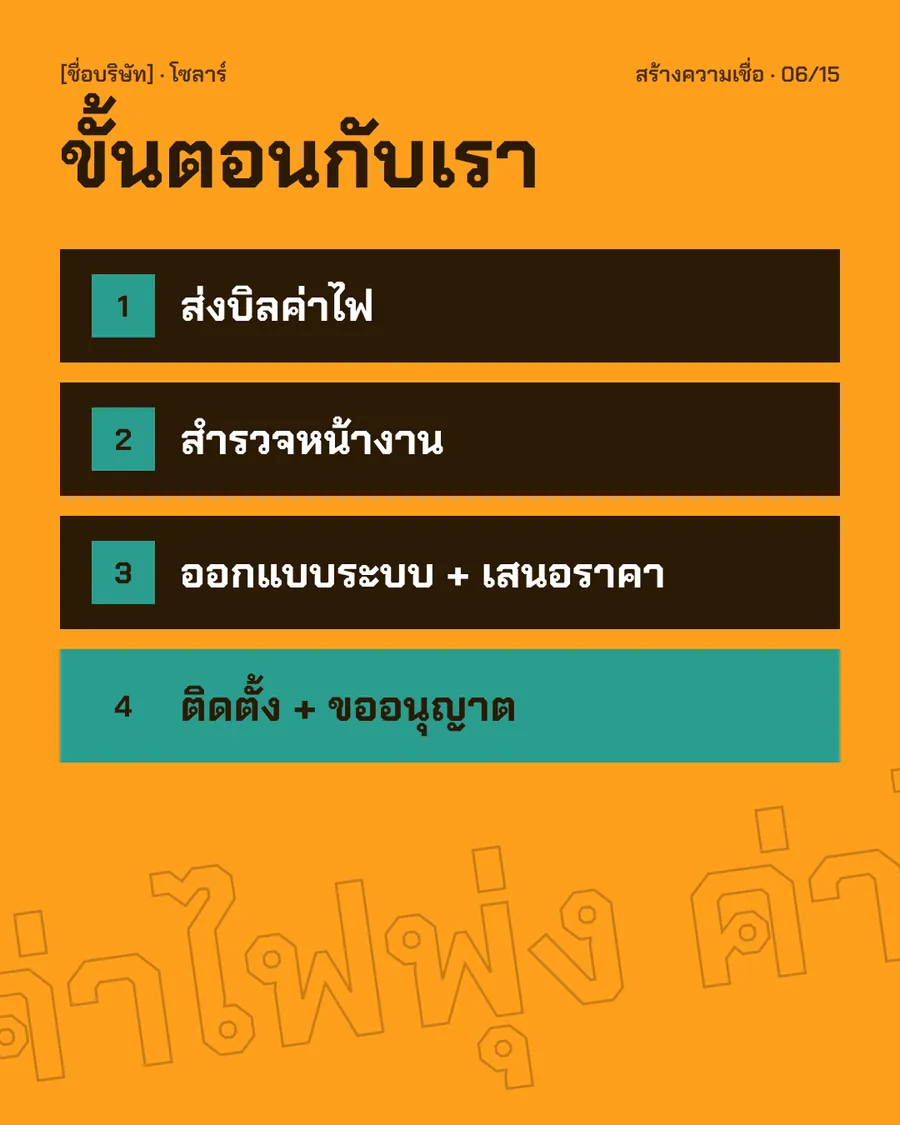 [ชื่อบริษัท] · โซลาร์
สร้างความเชื่อ · 06/15
ขั้นตอนกับเรา
1 ส่งบิลค่าไฟ
2 สำรวจหน้างาน
3 ออกแบบระบบ + เสนอราคา
4 ติดตั้ง + ขออนุญาต
ค่าไฟพุ่ง ค่า